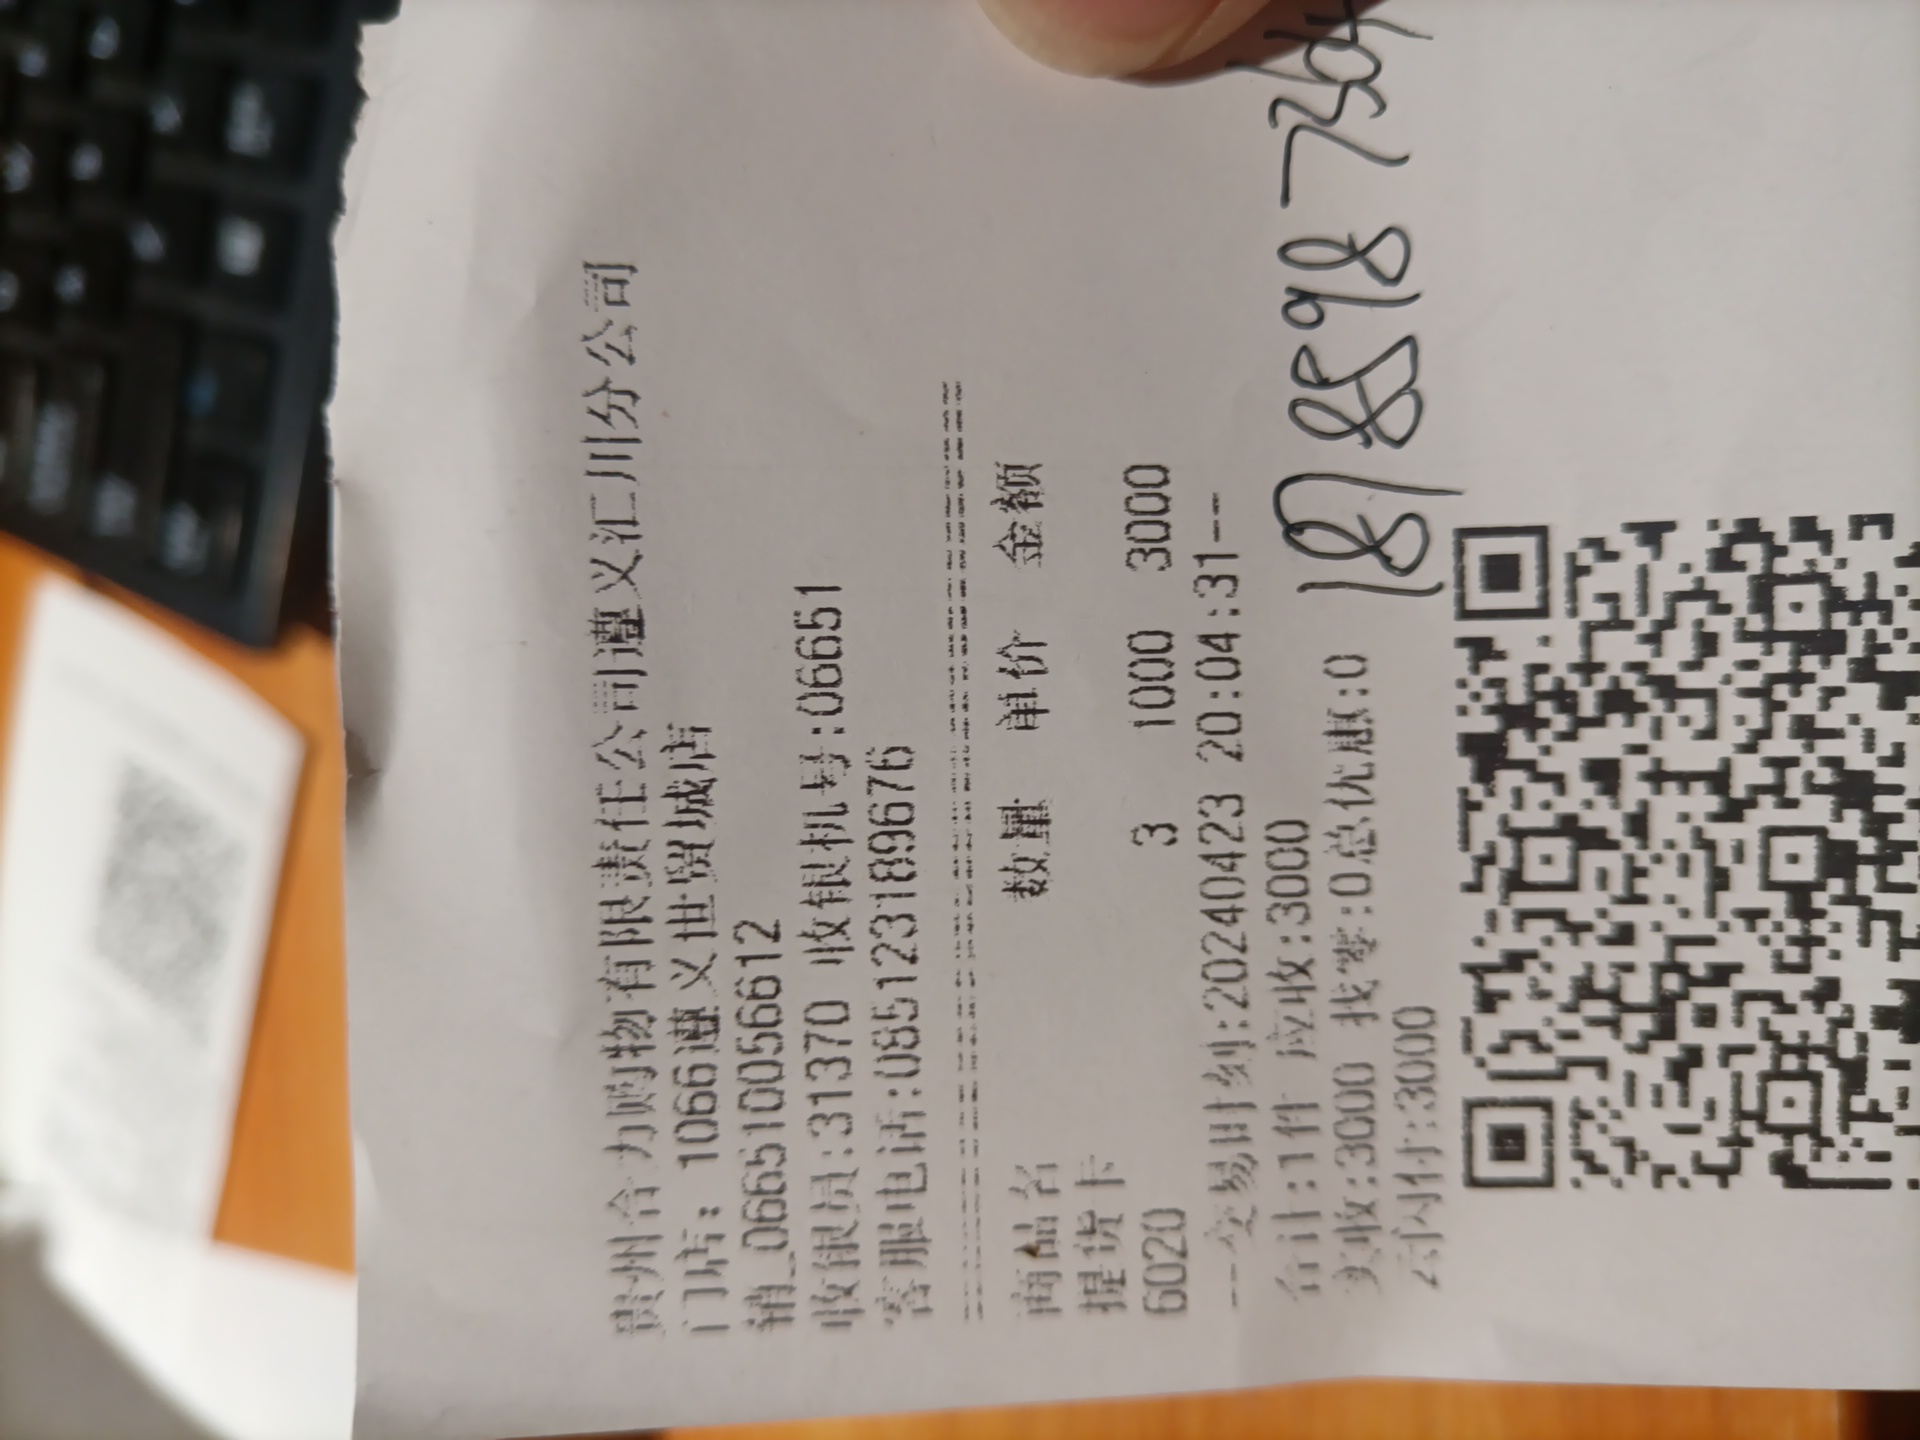 贵州合力购物有限责任公司遵义汇川分公司
门店：1066遵义世贸城店
销_066510056612
收银员:31370 收银机号:06651
客服电话:085123189676
商品名 数量 单价 金额
提货卡
6020 3 1000 3000
--交易时刻:20240423 20:04:31--
合计:1件 应收:3000
实收:3000 找零:0总优惠:0
云闪付:3000
1878898